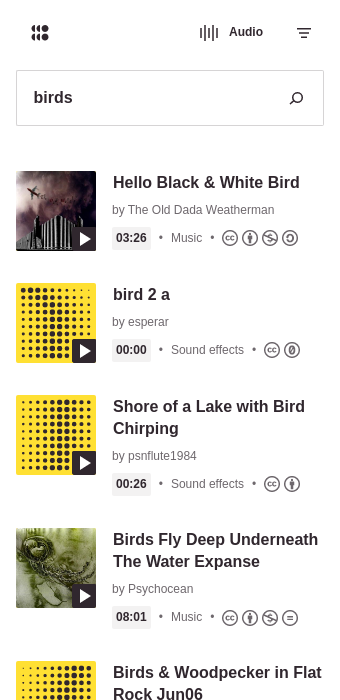 Audio
birds
Hello Black & White Bird
by The Old Dada Weatherman
03:26 • Music •
bird 2 a
by esperar
00:00 • Sound effects •
Shore of a Lake with Bird
Chirping
by psnflute1984
00:26 • Sound effects •
Birds Fly Deep Underneath
The Water Expanse
by Psychocean
08:01 • Music •
Birds & Woodpecker in Flat
Rock Jun06